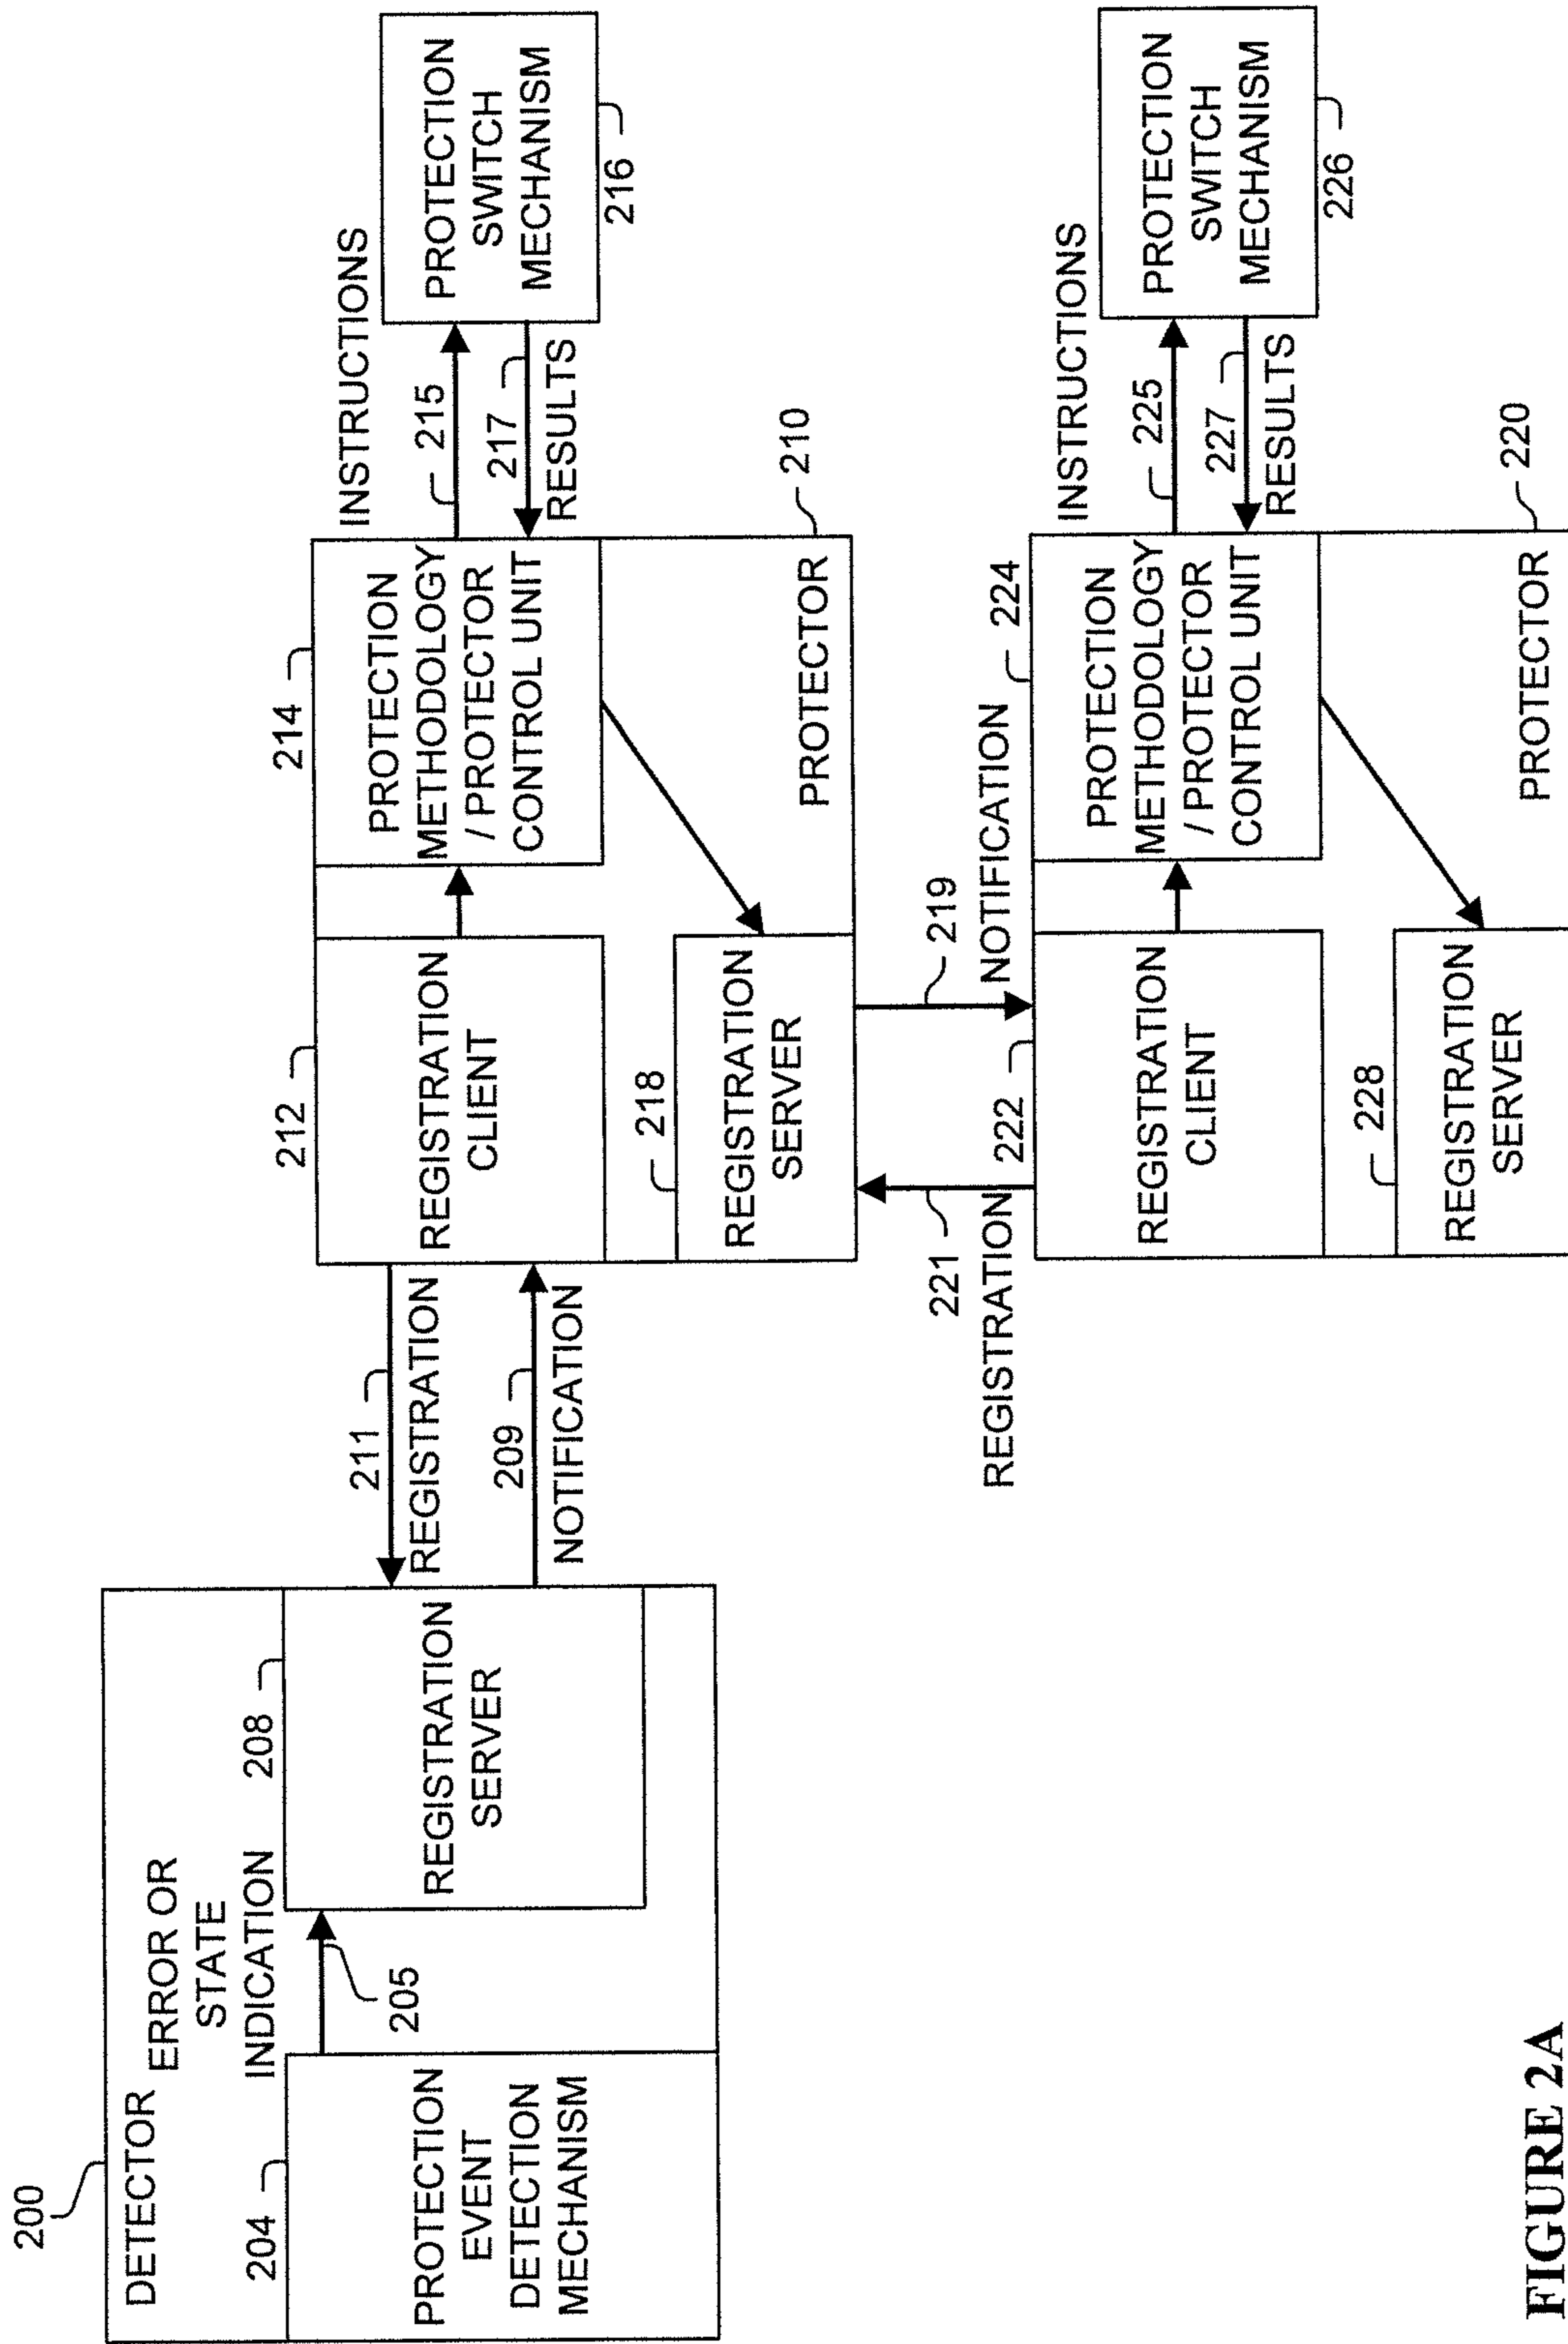 200
DETECTOR
ERROR OR
STATE
INDICATION
204
208
PROTECTION
EVENT
DETECTION
MECHANISM
205
REGISTRATION
SERVER
211
REGISTRATION
209
NOTIFICATION
212
REGISTRATION
CLIENT
214
PROTECTION
METHODOLOGY
/ PROTECTOR
CONTROL UNIT
218
REGISTRATION
SERVER
PROTECTOR
210
INSTRUCTIONS
215
217
RESULTS
PROTECTION
SWITCH
MECHANISM
216
221
REGISTRATION
219
NOTIFICATION
222
REGISTRATION
CLIENT
224
PROTECTION
METHODOLOGY
/ PROTECTOR
CONTROL UNIT
228
REGISTRATION
SERVER
PROTECTOR
220
INSTRUCTIONS
225
227
RESULTS
PROTECTION
SWITCH
MECHANISM
226
FIGURE 2A